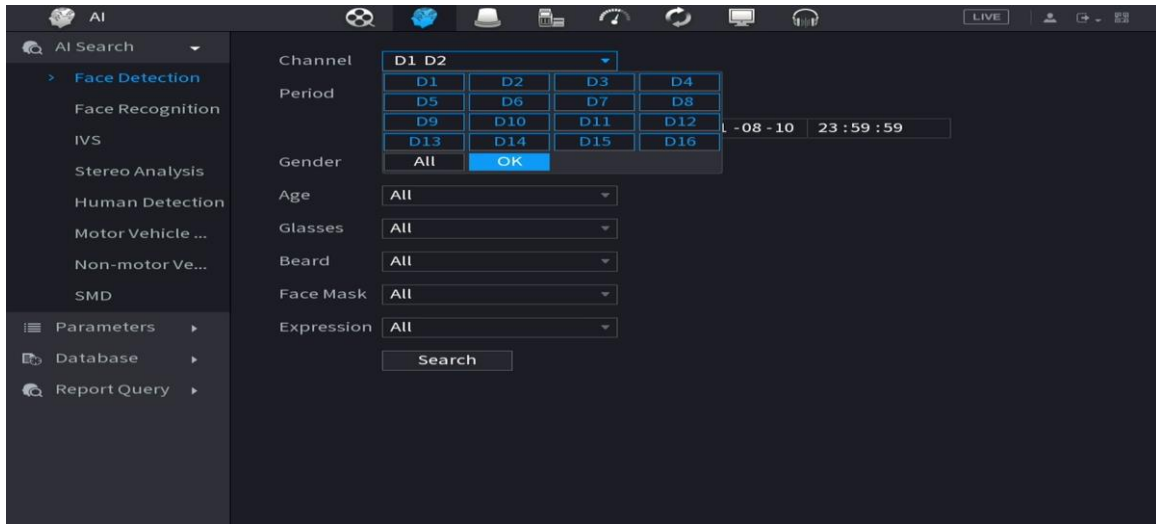 AI
LIVE
AI Search
Face Detection
Face Recognition
IVS
Stereo Analysis
Human Detection
Motor Vehicle ...
Non-motor Ve...
SMD
Parameters
Database
Report Query
Channel D1 D2
D1 D2 D3 D4
Period
D5 D6 D7 D8
D9 D10 D11 D12 -08 -10 23 : 59 : 59
D13 D14 D15 D16
Gender All OK
Age All
Glasses All
Beard All
Face Mask All
Expression All
Search